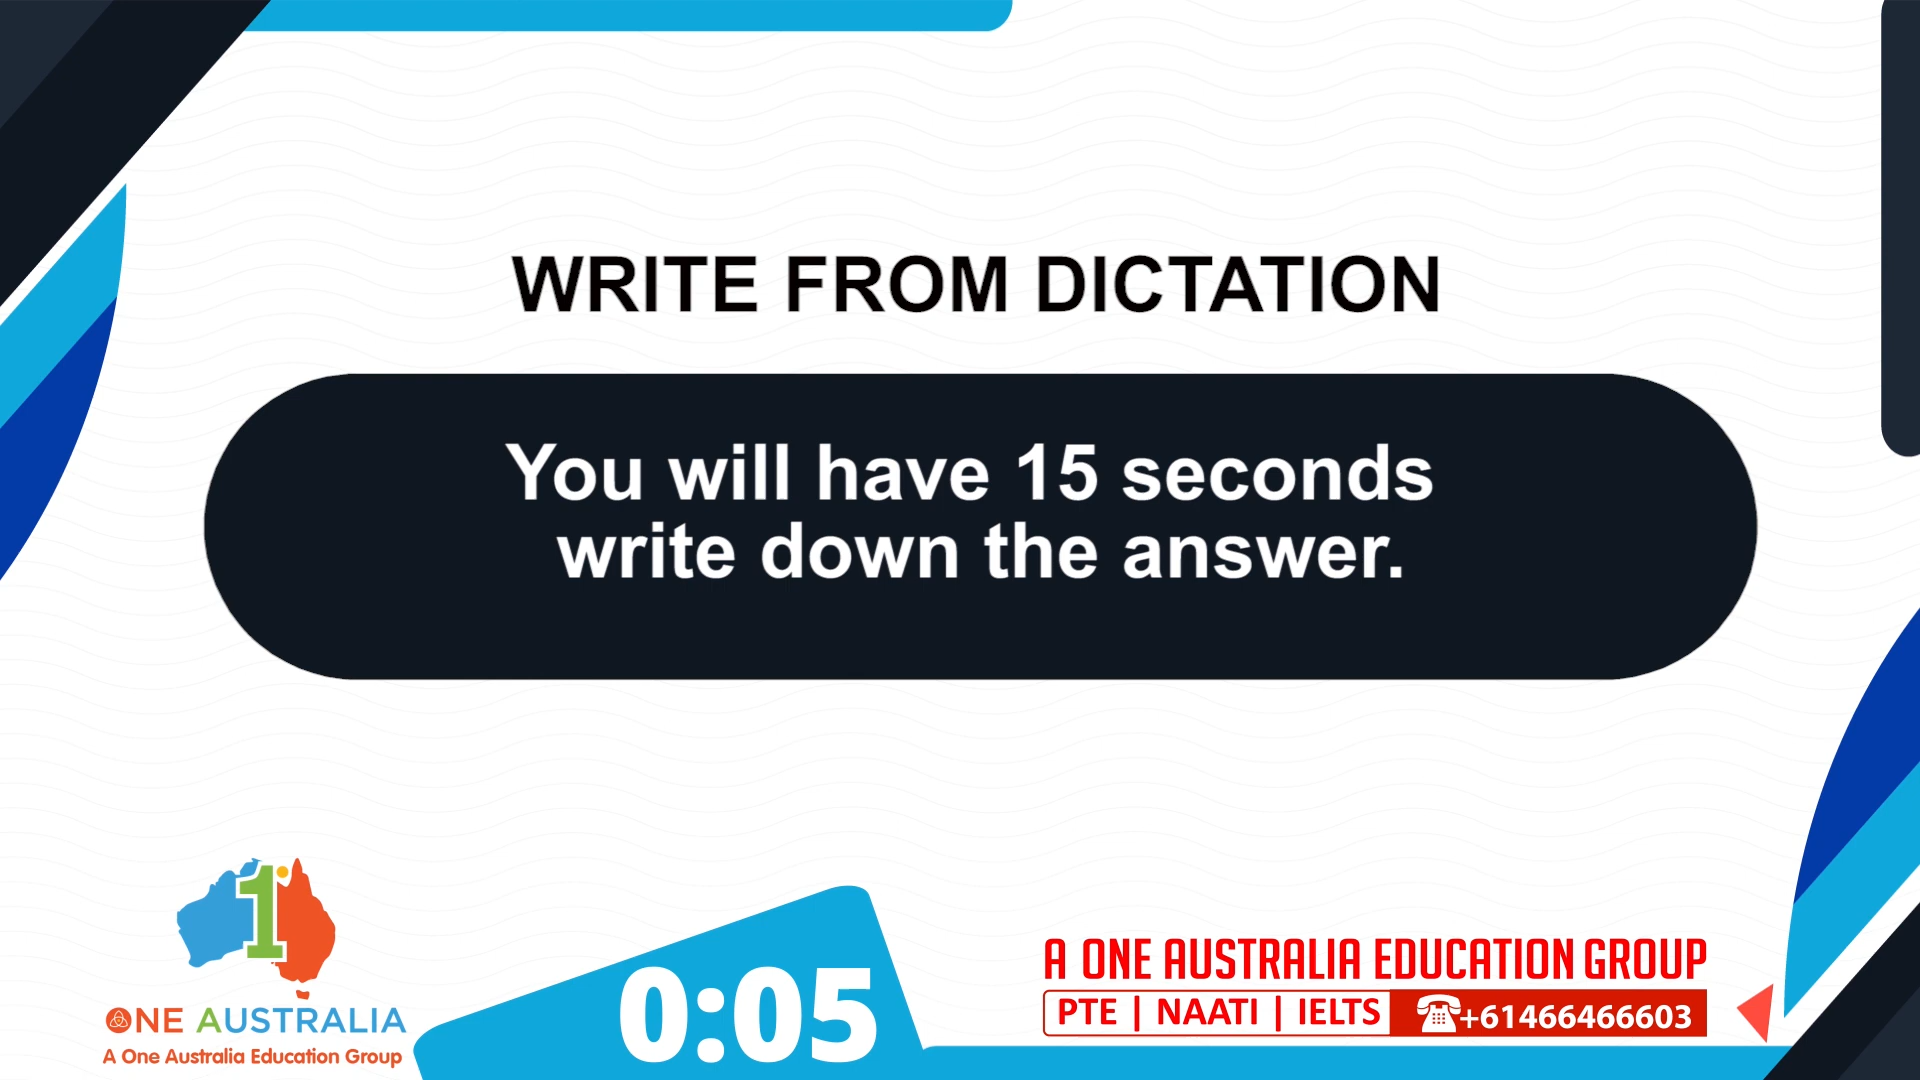 WRITE FROM DICTATION
You will have 15 seconds
write down the answer.
1
ONE AUSTRALIA
A One Australia Education Group
0:05
A ONE AUSTRALIA EDUCATION GROUP
PTE | NAATI | IELTS +61466466603